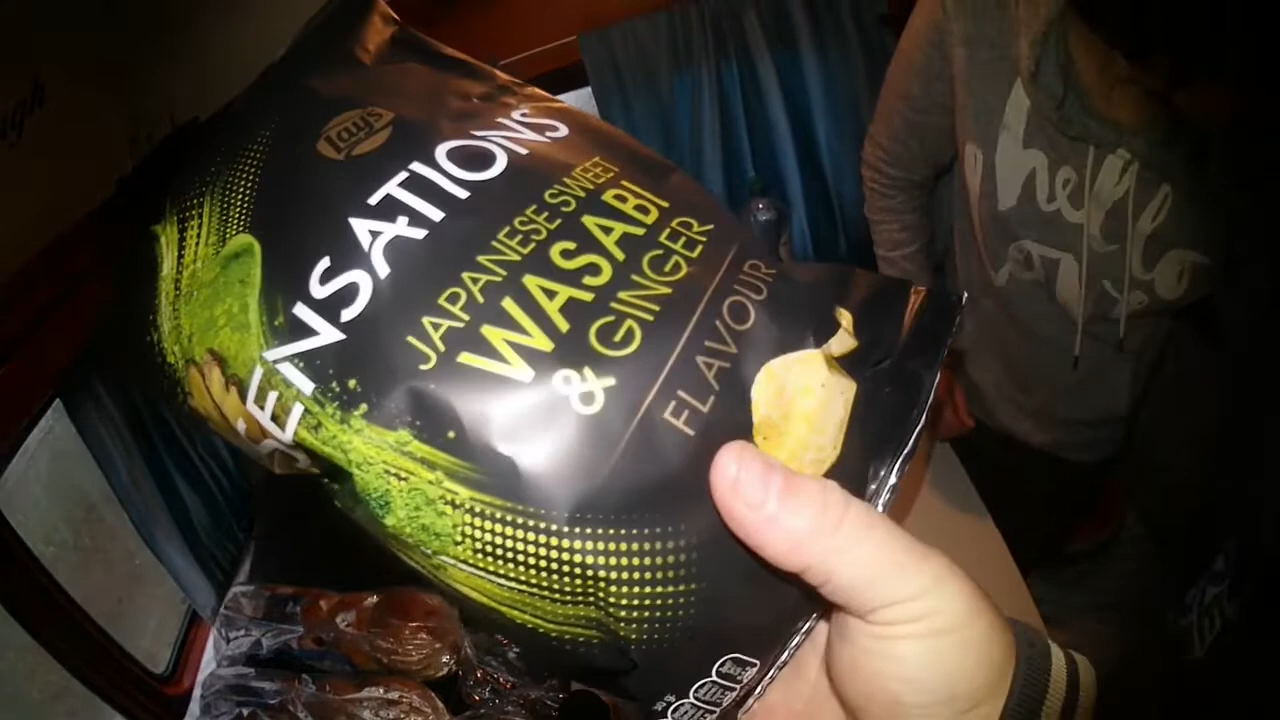 Lay's
SENSATIONS
JAPANESE SWEET
WASABI
& GINGER
FLAVOUR
hello